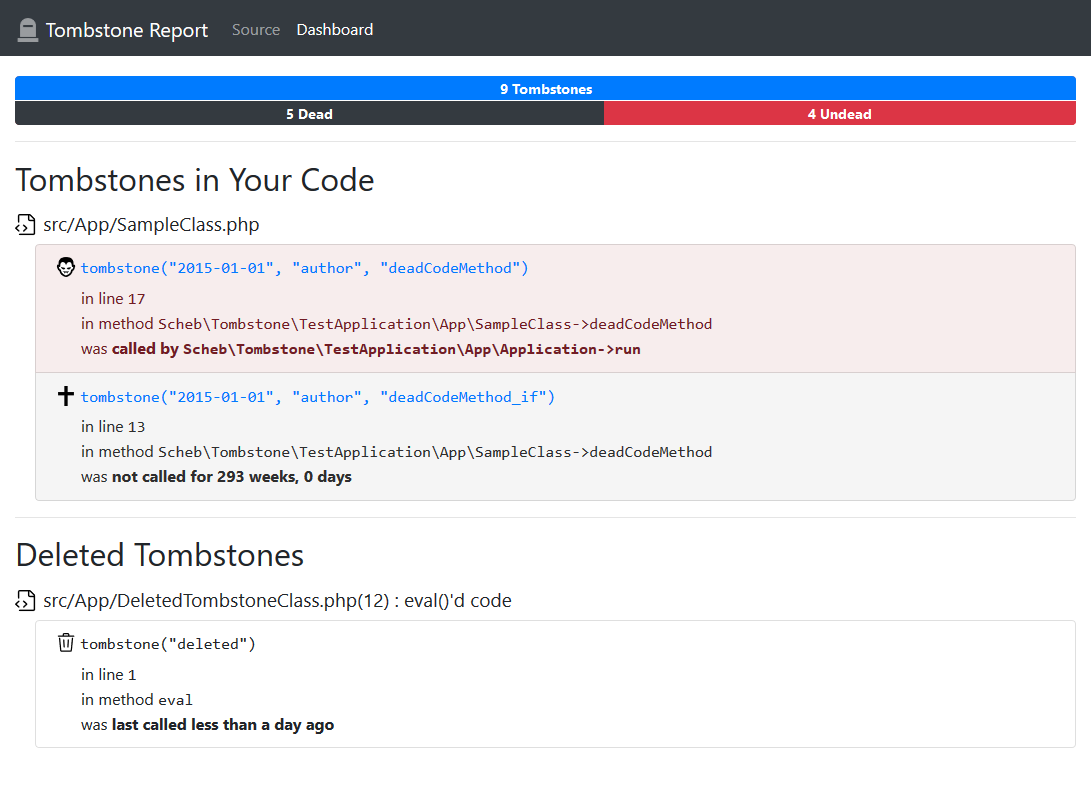 Tombstone Report Source Dashboard
9 Tombstones
5 Dead 4 Undead
Tombstones in Your Code
src/App/SampleClass.php
tombstone("2015-01-01", "author", "deadCodeMethod")
in line 17
in method Scheb\Tombstone\TestApplication\App\SampleClass->deadCodeMethod
was called by Scheb\Tombstone\TestApplication\App\Application->run
tombstone("2015-01-01", "author", "deadCodeMethod_if")
in line 13
in method Scheb\Tombstone\TestApplication\App\SampleClass->deadCodeMethod
was not called for 293 weeks, 0 days
Deleted Tombstones
src/App/DeletedTombstoneClass.php(12) : eval()'d code
tombstone("deleted")
in line 1
in method eval
was last called less than a day ago